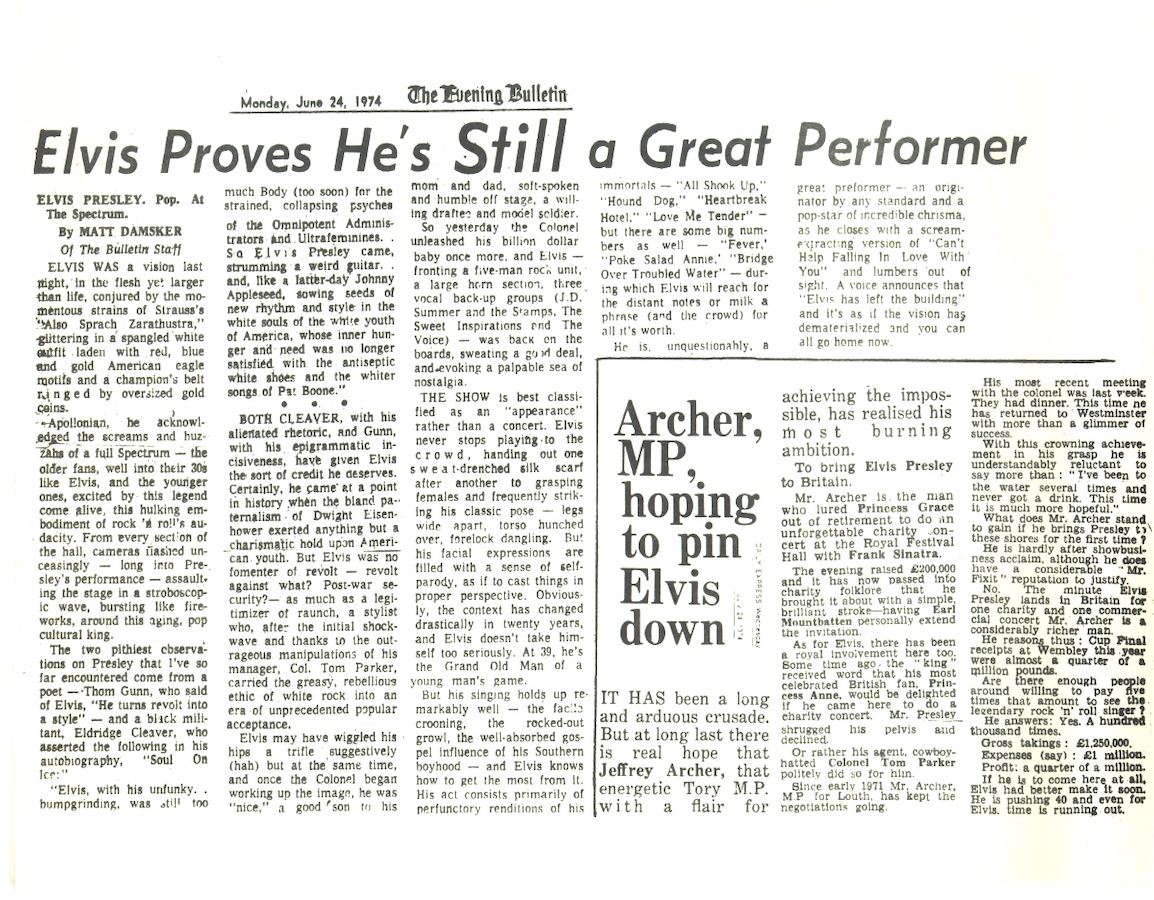 Monday, June 24, 1974 The Evening Bulletin
Elvis Proves He's Still a Great Performer
ELVIS PRESLEY. Pop. At
The Spectrum.
By MATT DAMSKER
Of The Bulletin Staff
ELVIS WAS a vision last
night, in the flesh yet larger
than life, conjured by the mo-
mentous strains of Strauss's
"Also Sprach Zarathustra,"
glittering in a spangled white
outfit laden with red, blue
and gold American eagle
motifs and a champion's belt
ringed by oversized gold
coins.
Apollonian, he acknowl-
edged the screams and huz-
zahs of a full Spectrum — the
older fans, well into their 30s
like Elvis, and the younger
ones, excited by this legend
come alive, this hulking em-
bodiment of rock 'n roll's au-
dacity. From every section of
the hall, cameras flashed un-
ceasingly — long into Pre-
sley's performance — assault-
ing the stage in a stroboscop-
ic wave, bursting like fire-
works, around this aging, pop
cultural king.
The two pithiest observa-
tions on Presley that I've so
far encountered come from a
poet — Thom Gunn, who said
of Elvis, "He turns revolt into
a style" — and a black mili-
tant, Eldridge Cleaver, who
asserted the following in his
autobiography, "Soul On
Ice:"
"Elvis, with his unfunky. .
bumpgrinding, was still too
much Body (too soon) for the
strained, collapsing psyches
of the Omnipotent Adminis-
trators and Ultrafeminines. .
So Elvis Presley came,
strumming a weird guitar. .
and, like a latter-day Johnny
Appleseed, sowing seeds of
new rhythm and style in the
white souls of the white youth
of America, whose inner hun-
ger and need was no longer
satisfied with the antiseptic
white shoes and the whiter
songs of Pat Boone."
• • •
BOTH CLEAVER, with his
alienated rhetoric, and Gunn,
with his epigrammatic in-
cisiveness, have given Elvis
the sort of credit he deserves.
Certainly, he came at a point
in history when the bland pa-
ternalism of Dwight Eisen-
hower exerted anything but a
charismatic hold upon Ameri-
can youth. But Elvis was no
fomenter of revolt — revolt
against what? Post-war se-
curity? — as much as a legi-
timizer of raunch, a stylist
who, after the initial shock-
wave and thanks to the out-
rageous manipulations of his
manager, Col. Tom Parker,
carried the greasy, rebellious
ethic of white rock into an
era of unprecedented popular
acceptance.
Elvis may have wiggled his
hips a trifle suggestively
(hah) but at the same time,
and once the Colonel began
working up the image, he was
"nice," a good son to his
mom and dad, soft-spoken
and humble off stage, a will-
ing draftee and model soldier.
So yesterday the Colonel
unleashed his billion dollar
baby once more, and Elvis —
fronting a five-man rock unit,
a large horn section, three
vocal back-up groups (J.D.
Summer and the Stamps, The
Sweet Inspirations and The
Voice) — was back on the
boards, sweating a good deal,
and evoking a palpable sea of
nostalgia.
THE SHOW is best classi-
fied as an "appearance"
rather than a concert. Elvis
never stops playing to the
crowd, handing out one
sweat-drenched silk scarf
after another to grasping
females and frequently strik-
ing his classic pose — legs
wide apart, torso hunched
over, forelock dangling. But
his facial expressions are
filled with a sense of self-
parody, as if to cast things in
proper perspective. Obvious-
ly, the context has changed
drastically in twenty years,
and Elvis doesn't take him-
self too seriously. At 39, he's
the Grand Old Man of a
young man's game.
But his singing holds up re-
markably well — the facile
crooning, the rocked-out
growl, the well-absorbed gos-
pel influence of his Southern
boyhood — and Elvis knows
how to get the most from it.
His act consists primarily of
perfunctory renditions of his
immortals — "All Shook Up,"
"Hound Dog," "Heartbreak
Hotel," "Love Me Tender" —
but there are some big num-
bers as well — "Fever,'
"Poke Salad Annie,' "Bridge
Over Troubled Water" — dur-
ing which Elvis will reach for
the distant notes or milk a
phrase (and the crowd) for
all it's worth.
He is, unquestionably, a
great preformer — an origi-
nator by any standard and a
pop-star of incredible chrisma,
as he closes with a scream-
extracting version of "Can't
Help Falling In Love With
You" and lumbers out of
sight. A voice announces that
"Elvis has left the building"
and it's as if the vision has
dematerialized and you can
all go home now.
Archer,
MP,
hoping
to pin
Elvis
down
DAILY EXPRESS
IT HAS been a long
and arduous crusade.
But at long last there
is real hope that
Jeffrey Archer, that
energetic Tory M.P.
with a flair for
achieving the impos-
sible, has realised his
most burning
ambition.
To bring Elvis Presley
to Britain.
Mr. Archer is the man
who lured Princess Grace
out of retirement to do an
unforgettable charity con-
cert at the Royal Festival
Hall with Frank Sinatra.
The evening raised £200,000
and it has now passed into
charity folklore that he
brought it about with a simple,
brilliant stroke—having Earl
Mountbatten personally extend
the invitation.
As for Elvis, there has been
a royal involvement here too.
Some time ago the "king"
received word that his most
celebrated British fan, Prin-
cess Anne, would be delighted
if he came here to do a
charity concert. Mr. Presley
shrugged his pelvis and
declined.
Or rather his agent, cowboy-
hatted Colonel Tom Parker
politely did so for him.
Since early 1971 Mr. Archer,
M.P for Louth, has kept the
negotiations going.
His most recent meeting
with the colonel was last week.
They had dinner. This time he
has returned to Westminster
with more than a glimmer of
success.
With this crowning achieve-
ment in his grasp he is
understandably reluctant to
say more than : "I've been to
the water several times and
never got a drink. This time
it is much more hopeful."
What does Mr. Archer stand
to gain if he brings Presley to
these shores for the first time ?
He is hardly after showbusi-
ness acclaim, although he does
have a considerable "Mr.
Fixit" reputation to justify.
No. The minute Elvis
Presley lands in Britain for
one charity and one commer-
cial concert Mr. Archer is a
considerably richer man.
He reasons thus : Cup Final
receipts at Wembley this year
were almost a quarter of a
million pounds.
Are there enough people
around willing to pay five
times that amount to see the
legendary rock 'n' roll singer ?
He answers: Yes. A hundred
thousand times.
Gross takings : £1,250,000.
Expenses (say) : £1 million.
Profit: a quarter of a million.
If he is to come here at all,
Elvis had better make it soon.
He is pushing 40 and even for
Elvis, time is running out.